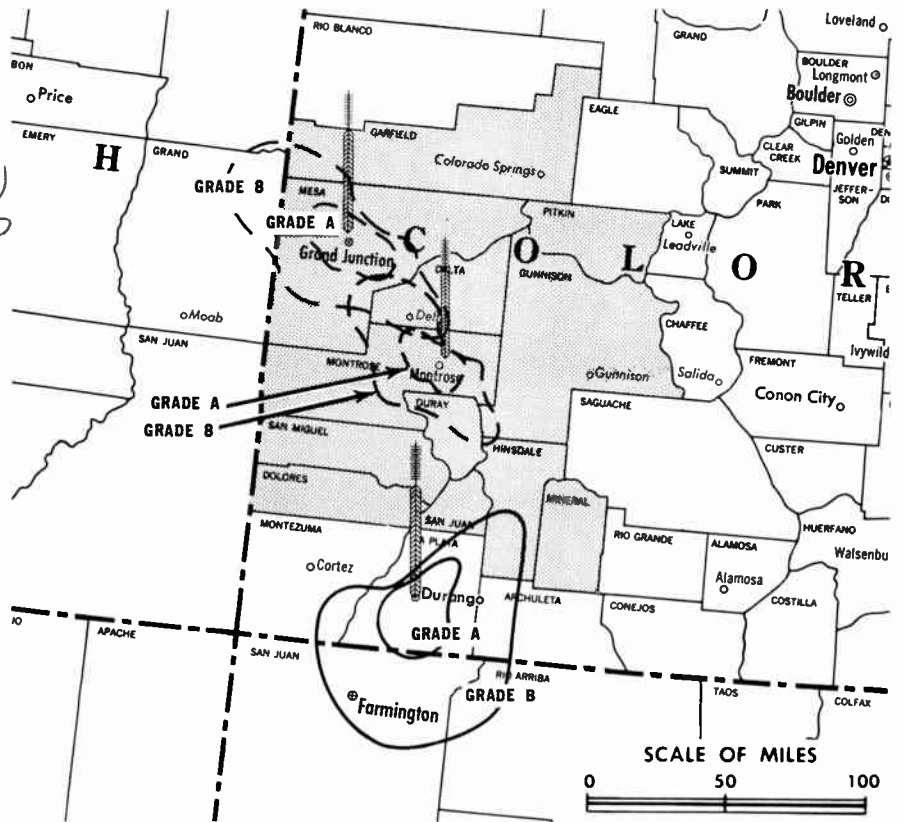 RIO BLANCO
GRAND
Loveland
BOULDER
Longmont
Boulder
BON
Price
EAGLE
GILPIN
Golden
DEN
EMERY
GRAND
H
GARFIELD
Colorado Springs
CLEAR
CREEK
Denver
SUMMIT
JEFFER-
SON
D
GRADE B
MESA
PITKIN
PARK
GRADE A
LAKE
Leadville
C
O
L
O
R
Grand Junction
DELTA
GUNNISON
TELLER
E
Moab
Del
CHAFFEE
SAN JUAN
MONTROSE
Montrose
Gunnison
Salida
FREMONT
Ivywild
GRADE A
OURAY
SAGUACHE
Conon City
GRADE B
SAN MIGUEL
HINSDALE
CUSTER
DOLORES
MINERAL
MONTEZUMA
SAN JUAN
A PLATA
RIO GRANDE
ALAMOSA
HUERFANO
Walsenbu
Cortez
Alamosa
Durango
ARCHULETA
CONEJOS
COSTILLA
IO
APACHE
GRADE A
SAN JUAN
RIO ARRIBA
GRADE B
TAOS
COLFAX
Farmington
SCALE OF MILES
0 50 100